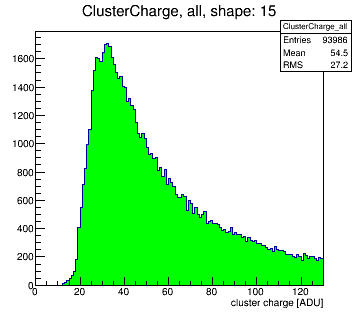 ClusterCharge, all, shape: 15
ClusterCharge_all
Entries 93986
Mean 54.5
RMS 27.2
1600
1400
1200
1000
800
600
400
200
0
0 20 40 60 80 100 120
cluster charge [ADU]